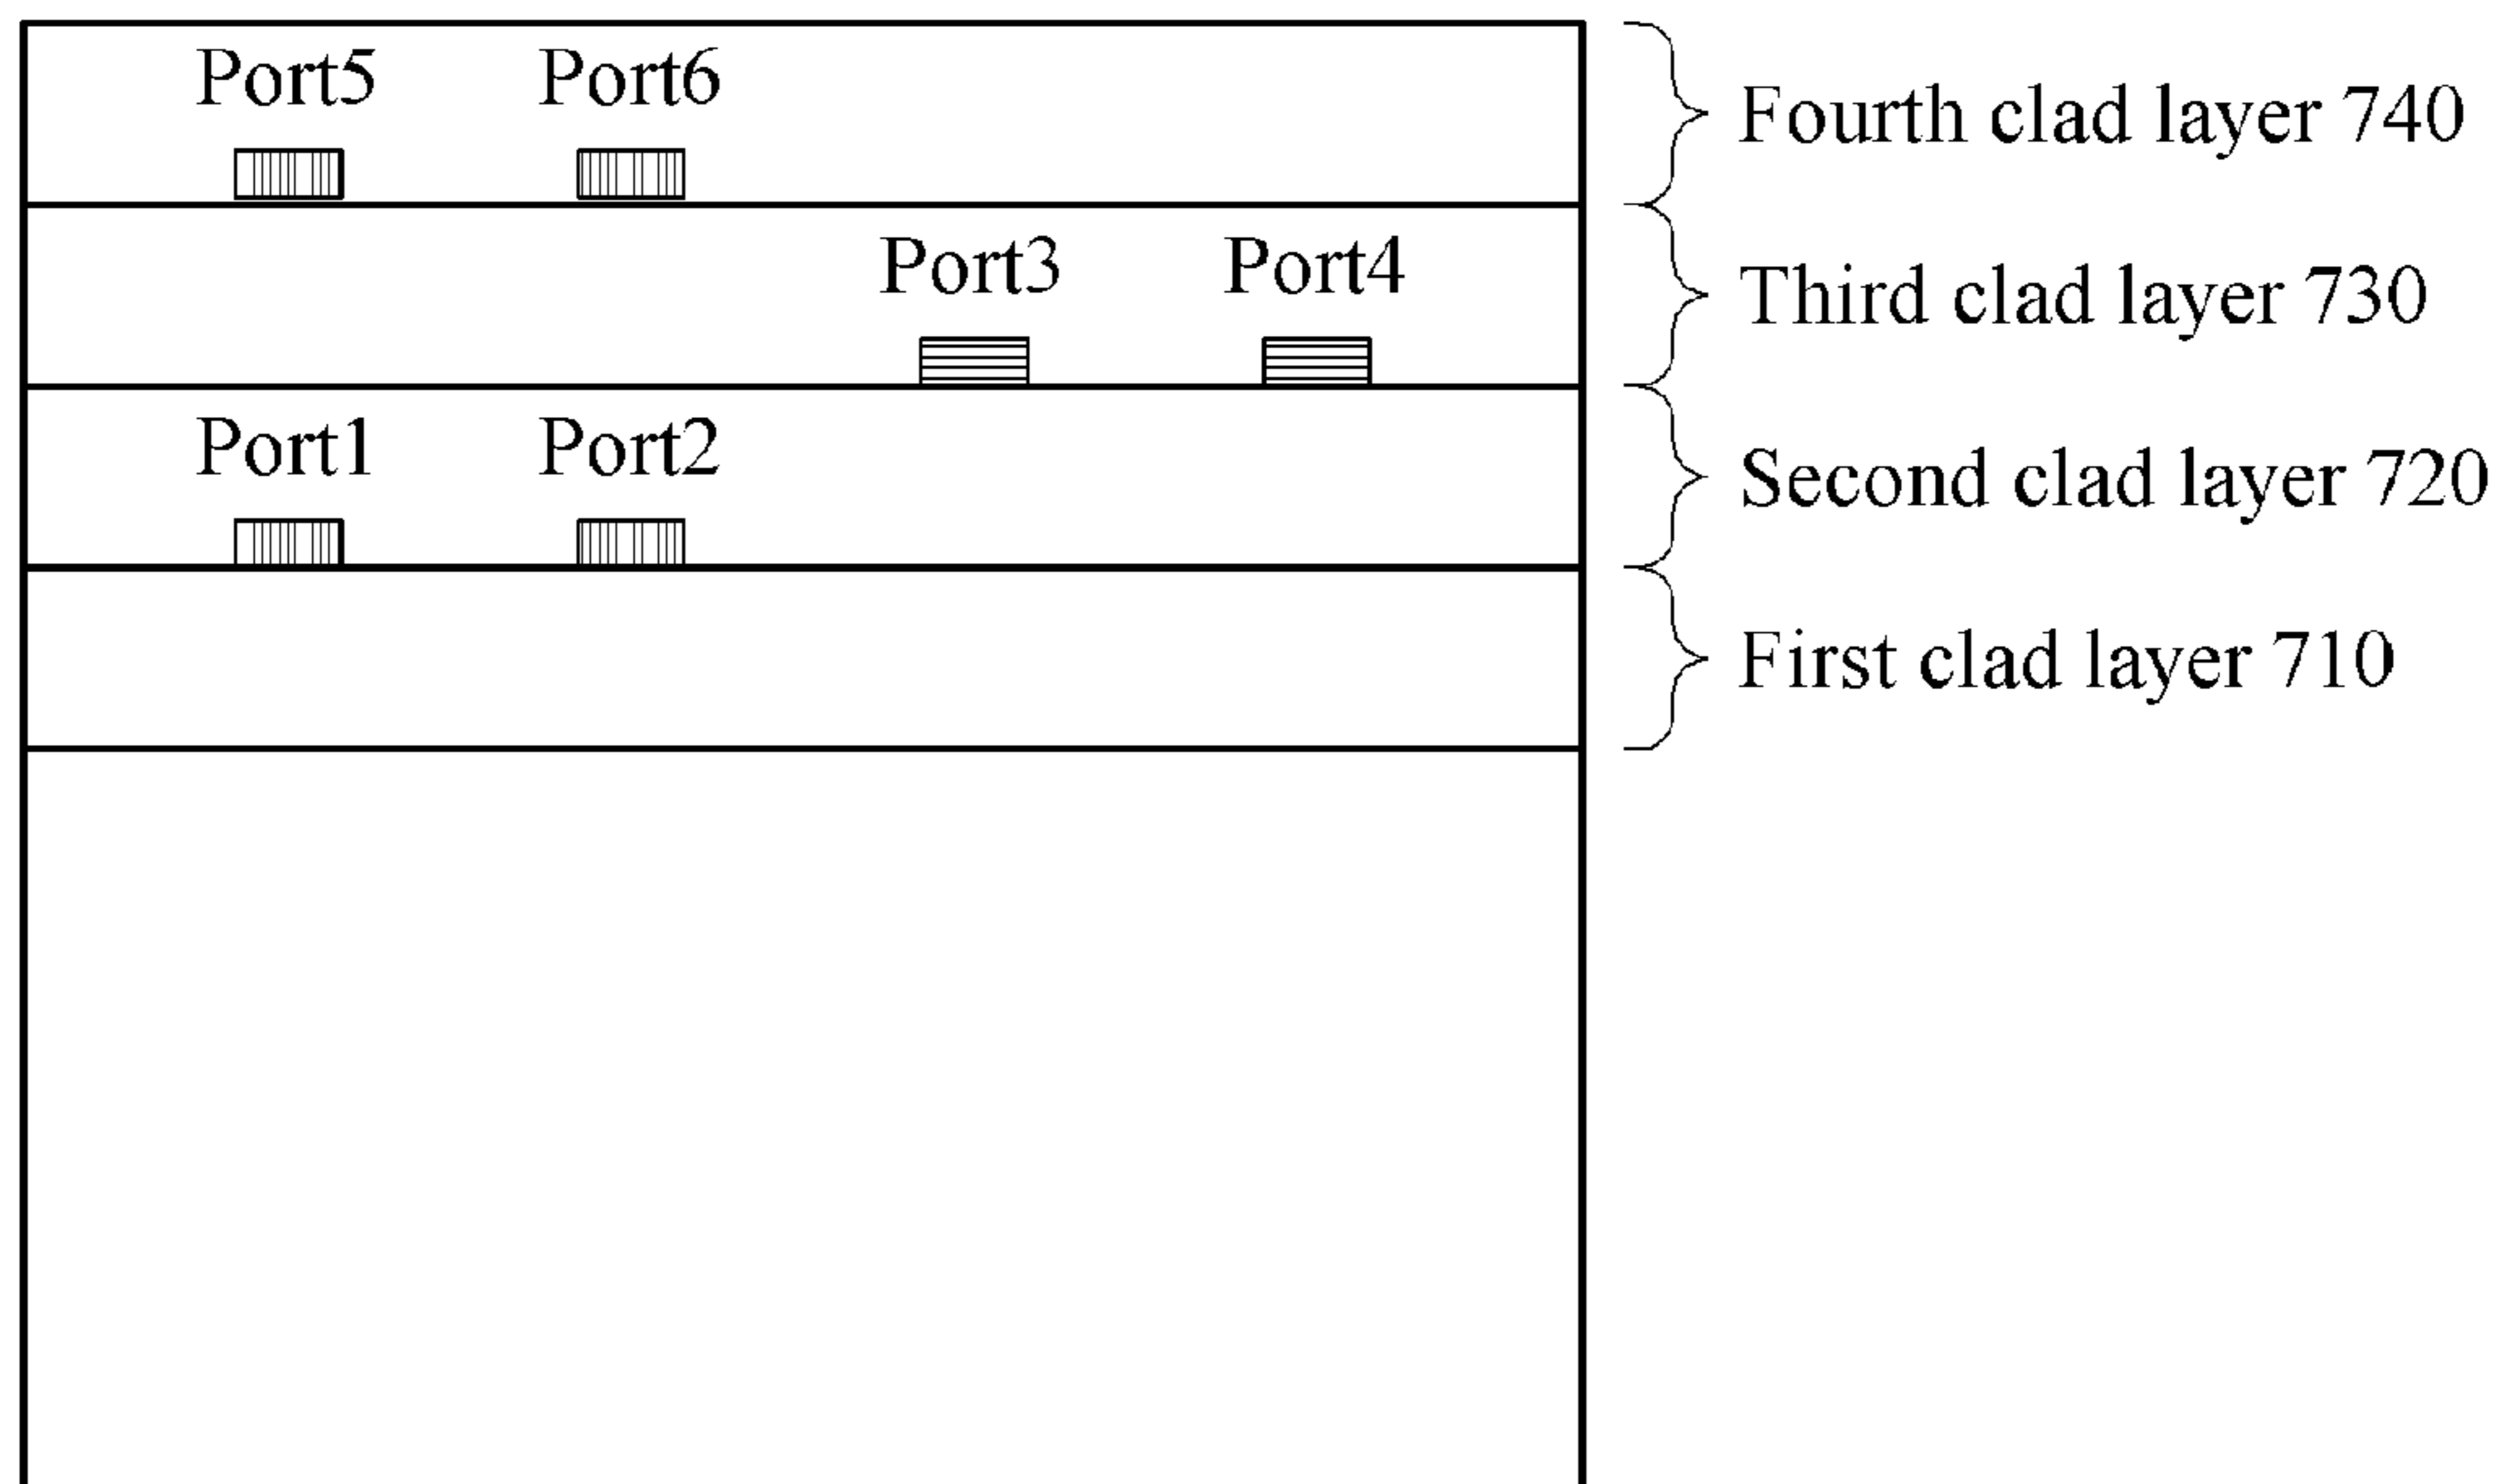 Port5 Port6
Fourth clad layer 740
Port3 Port4
Third clad layer 730
Port1 Port2
Second clad layer 720
First clad layer 710